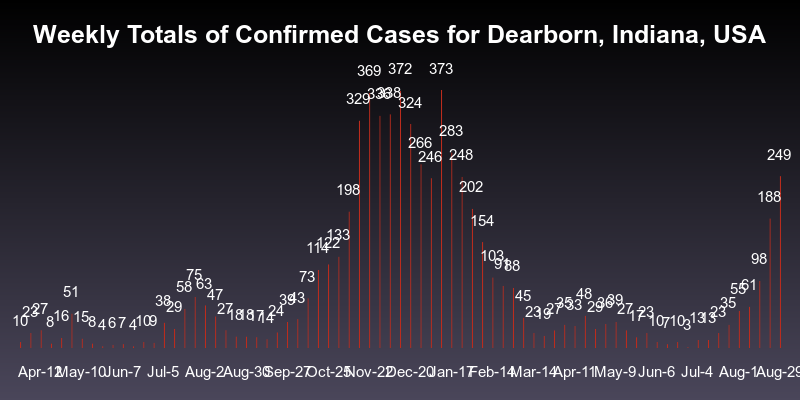 Weekly Totals of Confirmed Cases for Dearborn, Indiana, USA
10 23 27 8 16 51 15 8 4 6 7 4 10 9 38 29 58 75 63 47 27 18 18 17 14 24 39 43 73 114 122 133 198 329 369 336 338 372 324 266 246 373 283 248 202 154 103 91 88 45 23 19 27 35 33 48 29 36 39 27 17 23 10 7 10 3 13 13 23 35 55 61 98 188 249
Apr-12 May-10 Jun-7 Jul-5 Aug-2 Aug-30 Sep-27 Oct-25 Nov-22 Dec-20 Jan-17 Feb-14 Mar-14 Apr-11 May-9 Jun-6 Jul-4 Aug-1 Aug-29